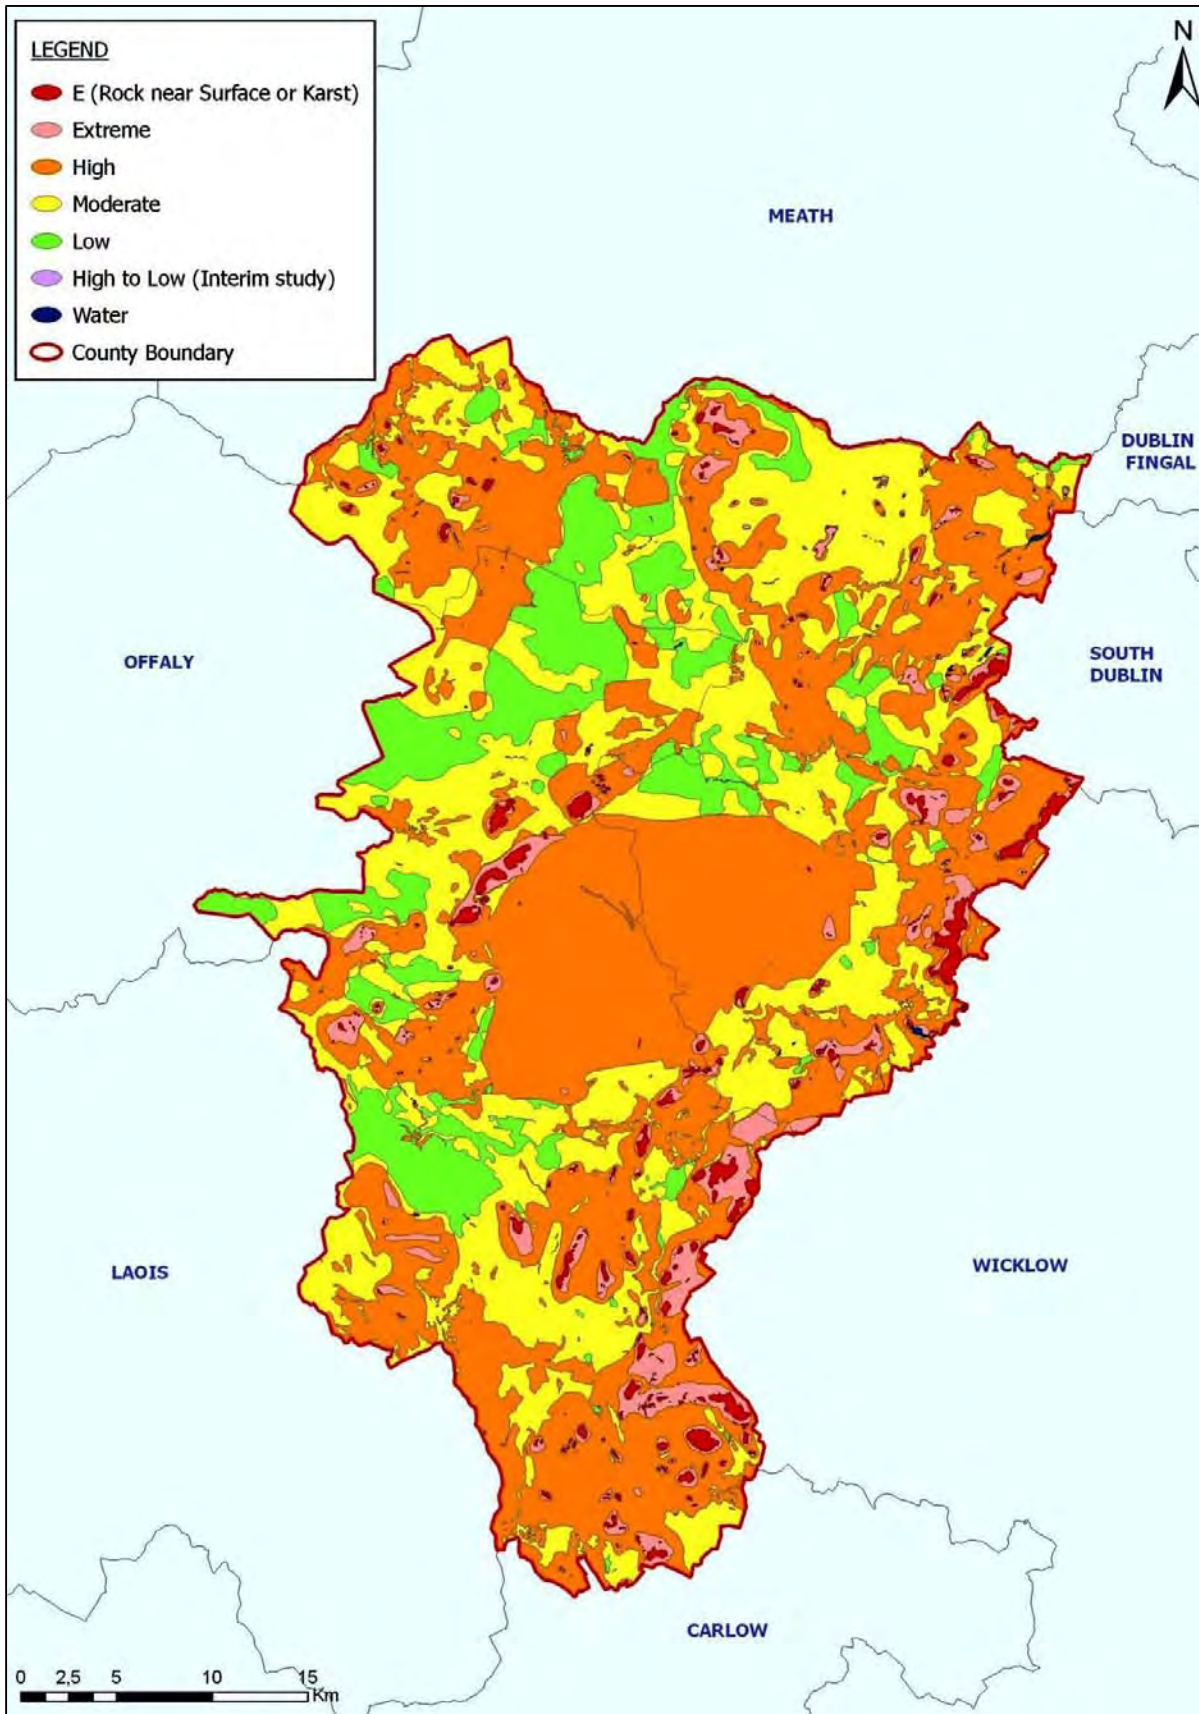 LEGEND
E (Rock near Surface or Karst)
Extreme
High
Moderate
Low
High to Low (Interim study)
Water
County Boundary
N
MEATH
DUBLIN
FINGAL
OFFALY
SOUTH
DUBLIN
LAOIS
WICKLOW
CARLOW
0 2,5 5 10 15
Km